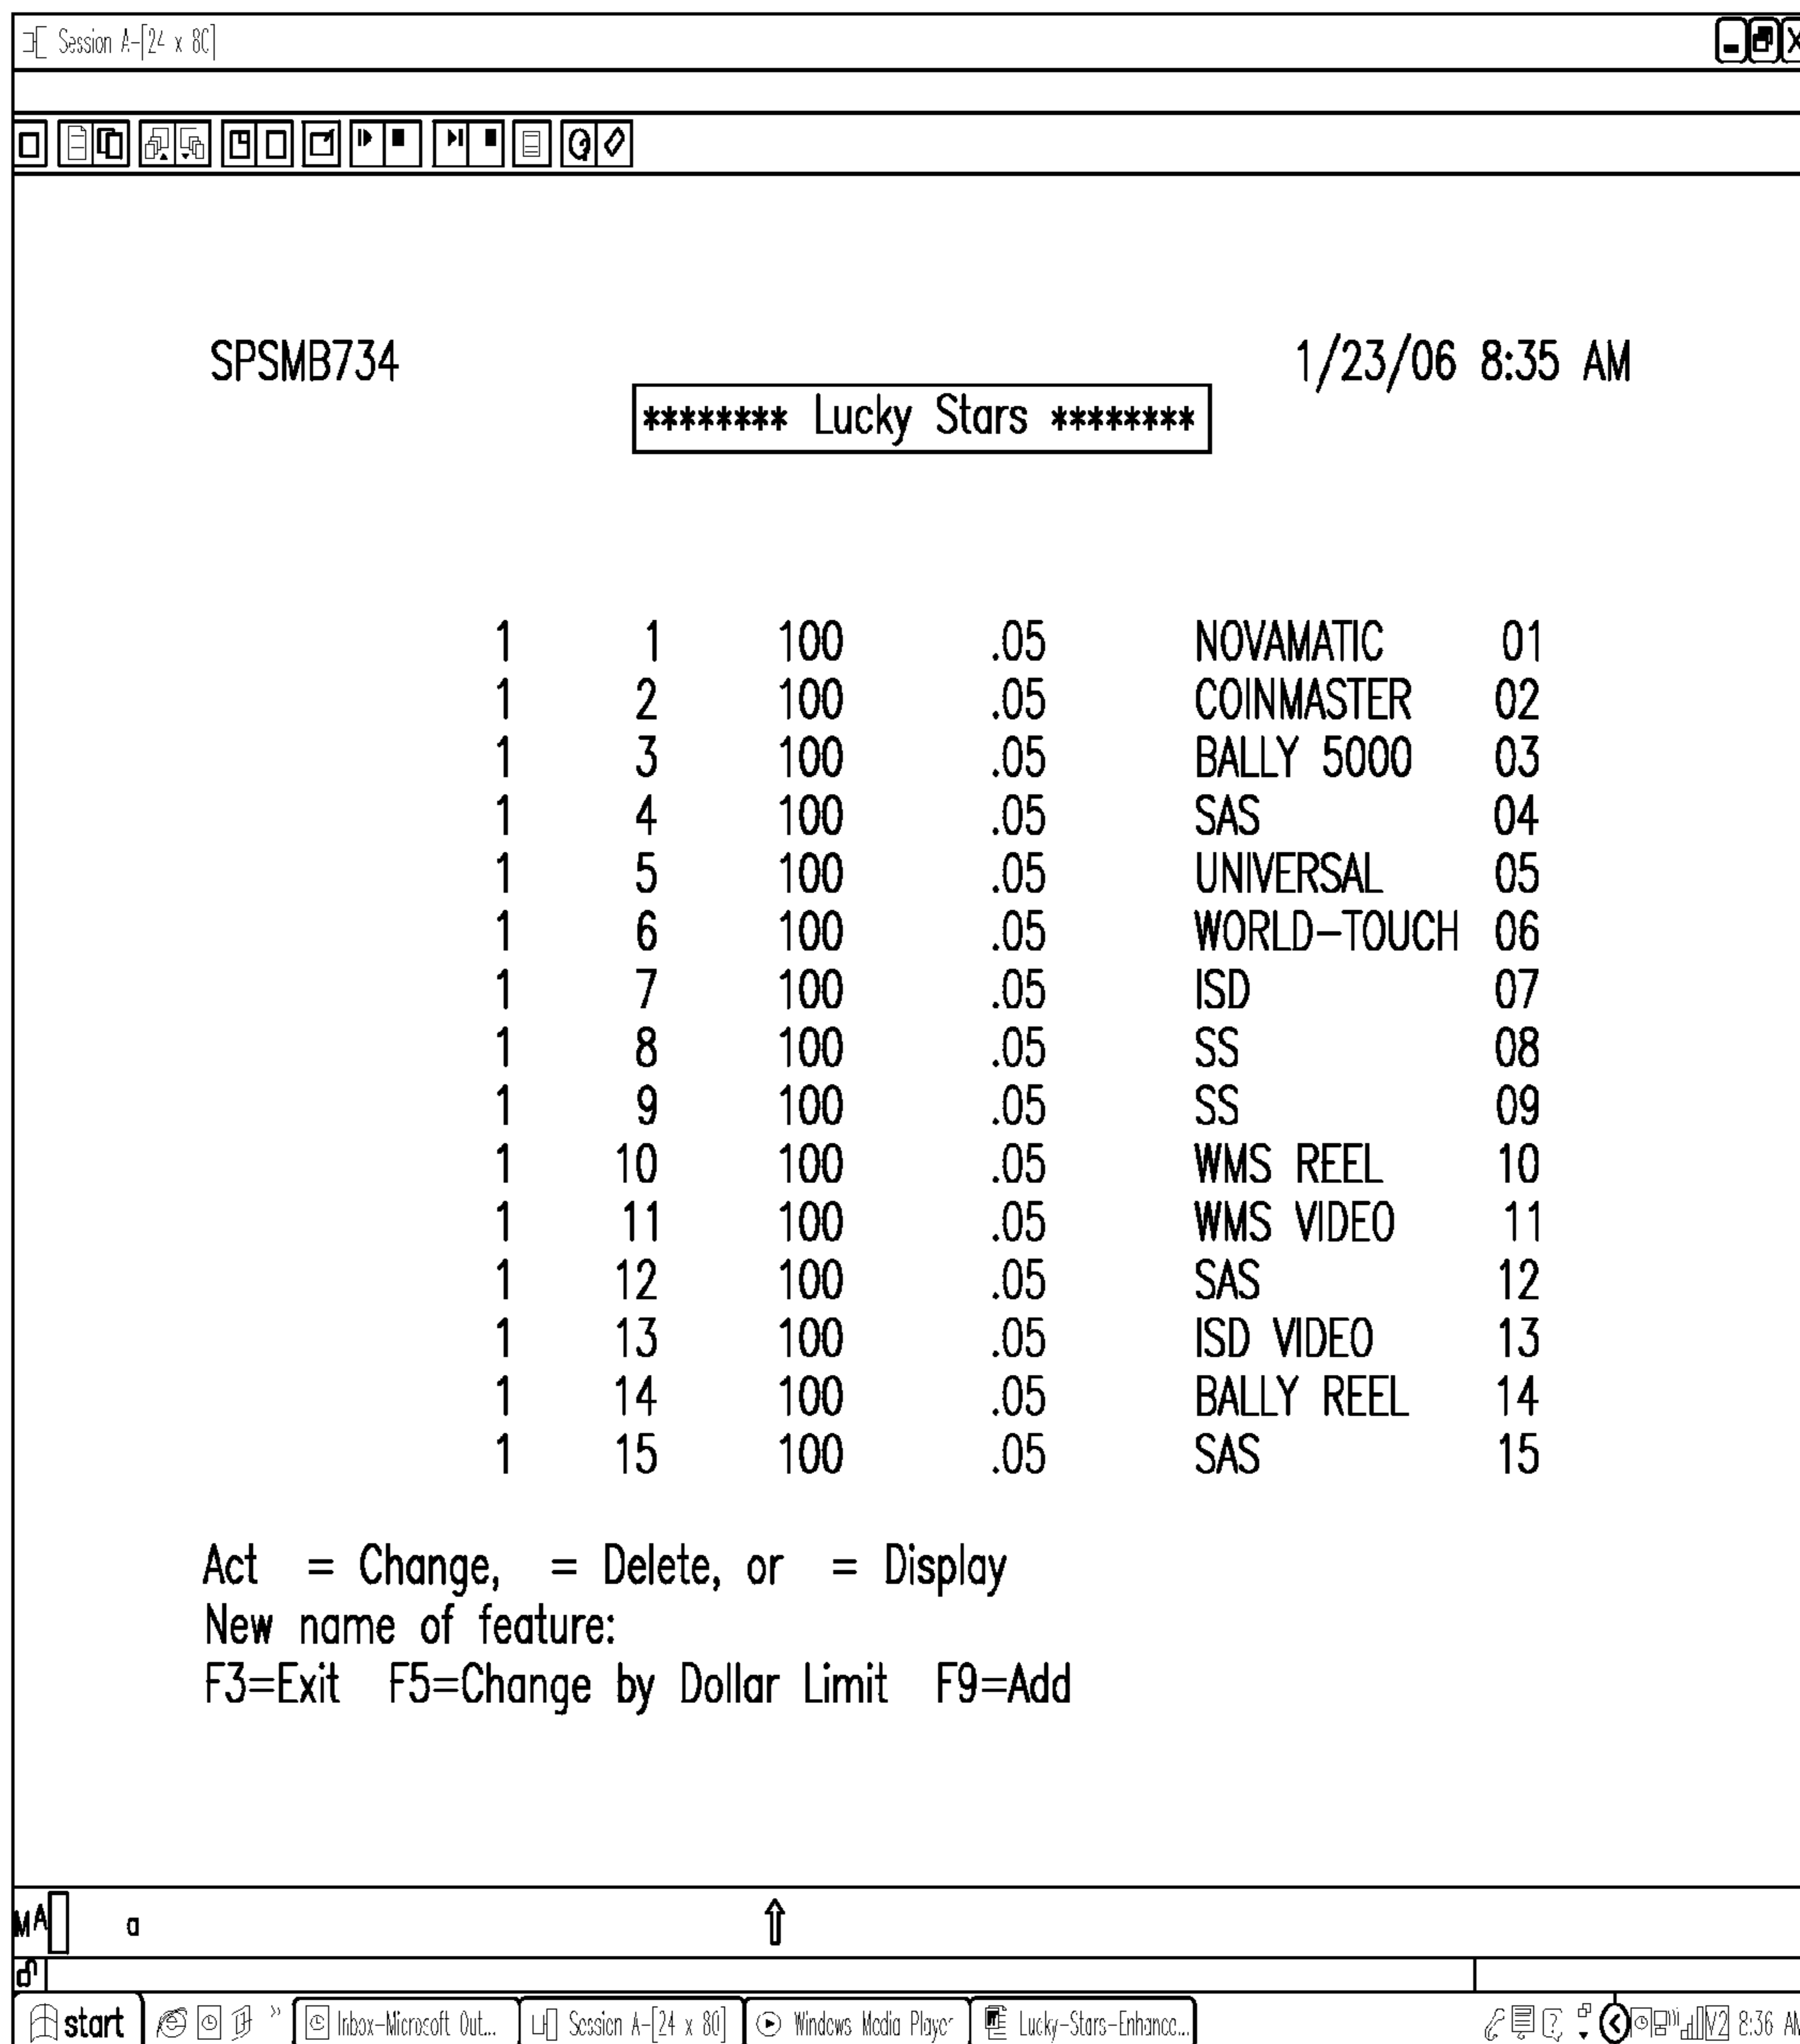 Session A-[24 x 80]
SPSMB734 1/23/06 8:35 AM
******** Lucky Stars ********
1 1 100 .05 NOVAMATIC 01
1 2 100 .05 COINMASTER 02
1 3 100 .05 BALLY 5000 03
1 4 100 .05 SAS 04
1 5 100 .05 UNIVERSAL 05
1 6 100 .05 WORLD-TOUCH 06
1 7 100 .05 ISD 07
1 8 100 .05 SS 08
1 9 100 .05 SS 09
1 10 100 .05 WMS REEL 10
1 11 100 .05 WMS VIDEO 11
1 12 100 .05 SAS 12
1 13 100 .05 ISD VIDEO 13
1 14 100 .05 BALLY REEL 14
1 15 100 .05 SAS 15
Act = Change, = Delete, or = Display
New name of feature:
F3=Exit F5=Change by Dollar Limit F9=Add
MA a
start » Inbox-Microsoft Out... Session A-[24 x 80] Windows Media Player Lucky-Stars-Enhance... V2 8:36 AM